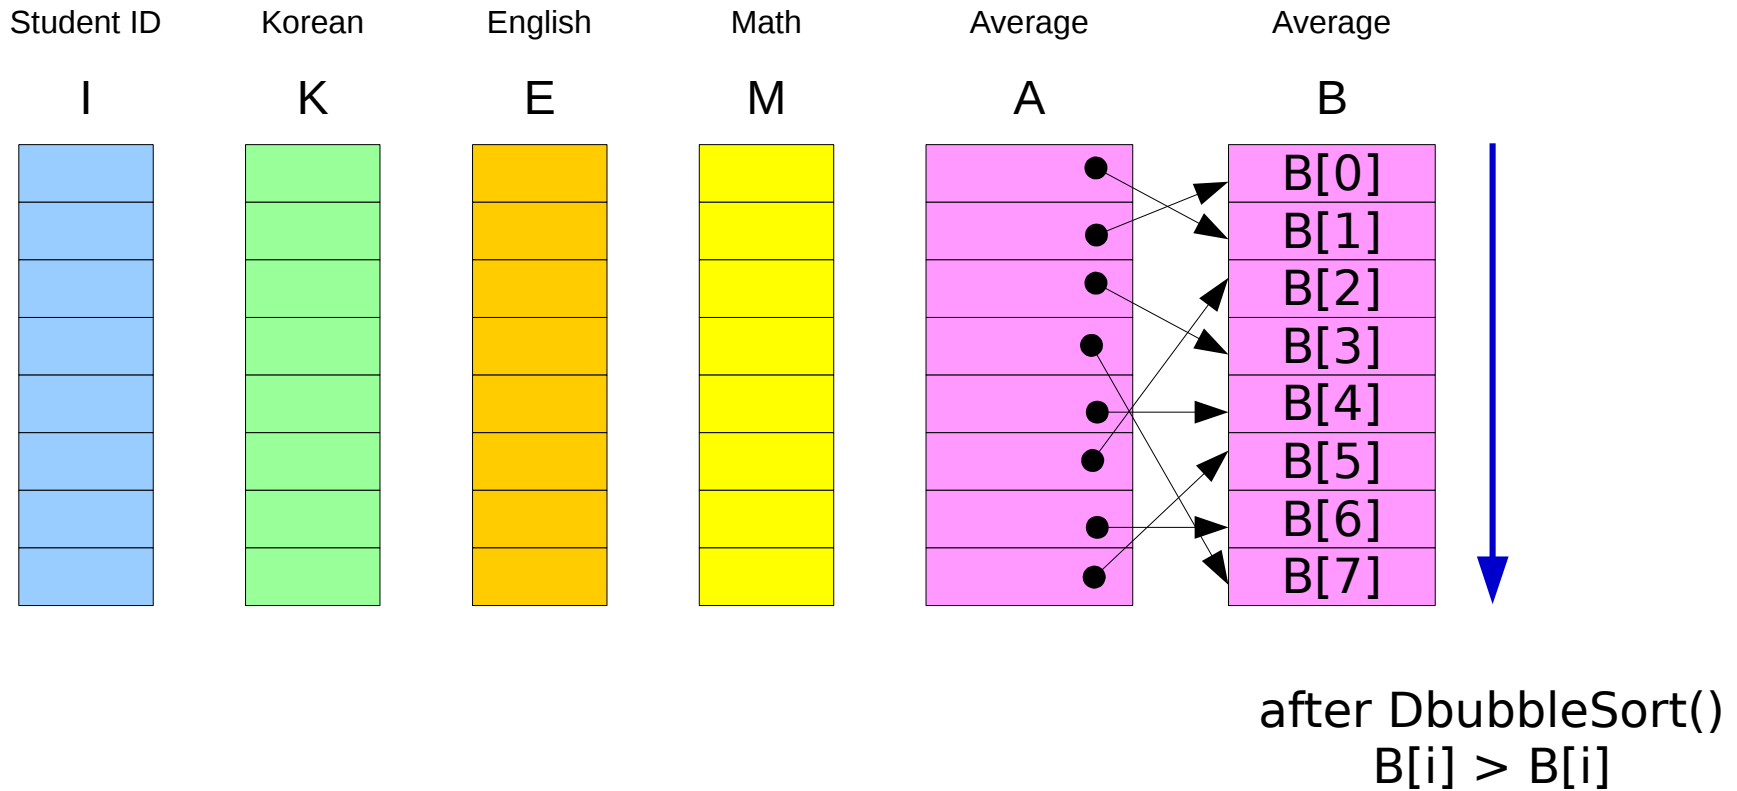 Student ID Korean English Math Average Average
I K E M A B
B[0]
B[1]
B[2]
B[3]
B[4]
B[5]
B[6]
B[7]
after DbubbleSort()
B[i] > B[i]